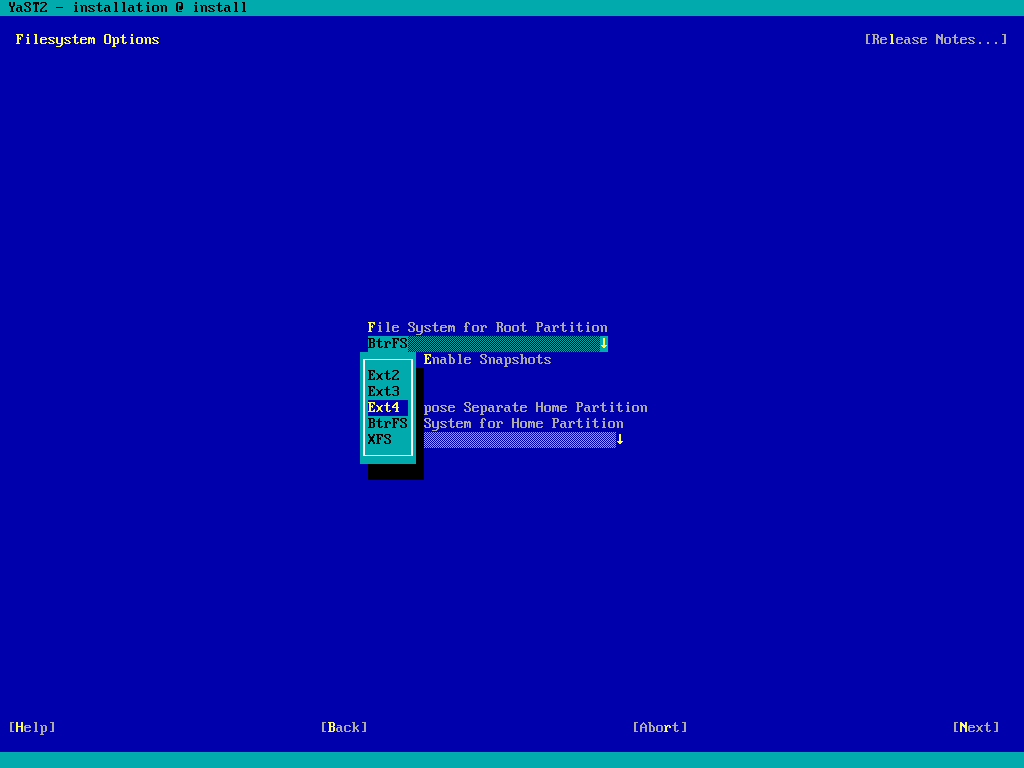 YaST2 - installation @ install
Filesystem Options [Release Notes...]
File System for Root Partition
BtrFS ↓
Enable Snapshots
Ext2
Ext3
Ext4 pose Separate Home Partition
BtrFS System for Home Partition
XFS ↓
[Help] [Back] [Abort] [Next]